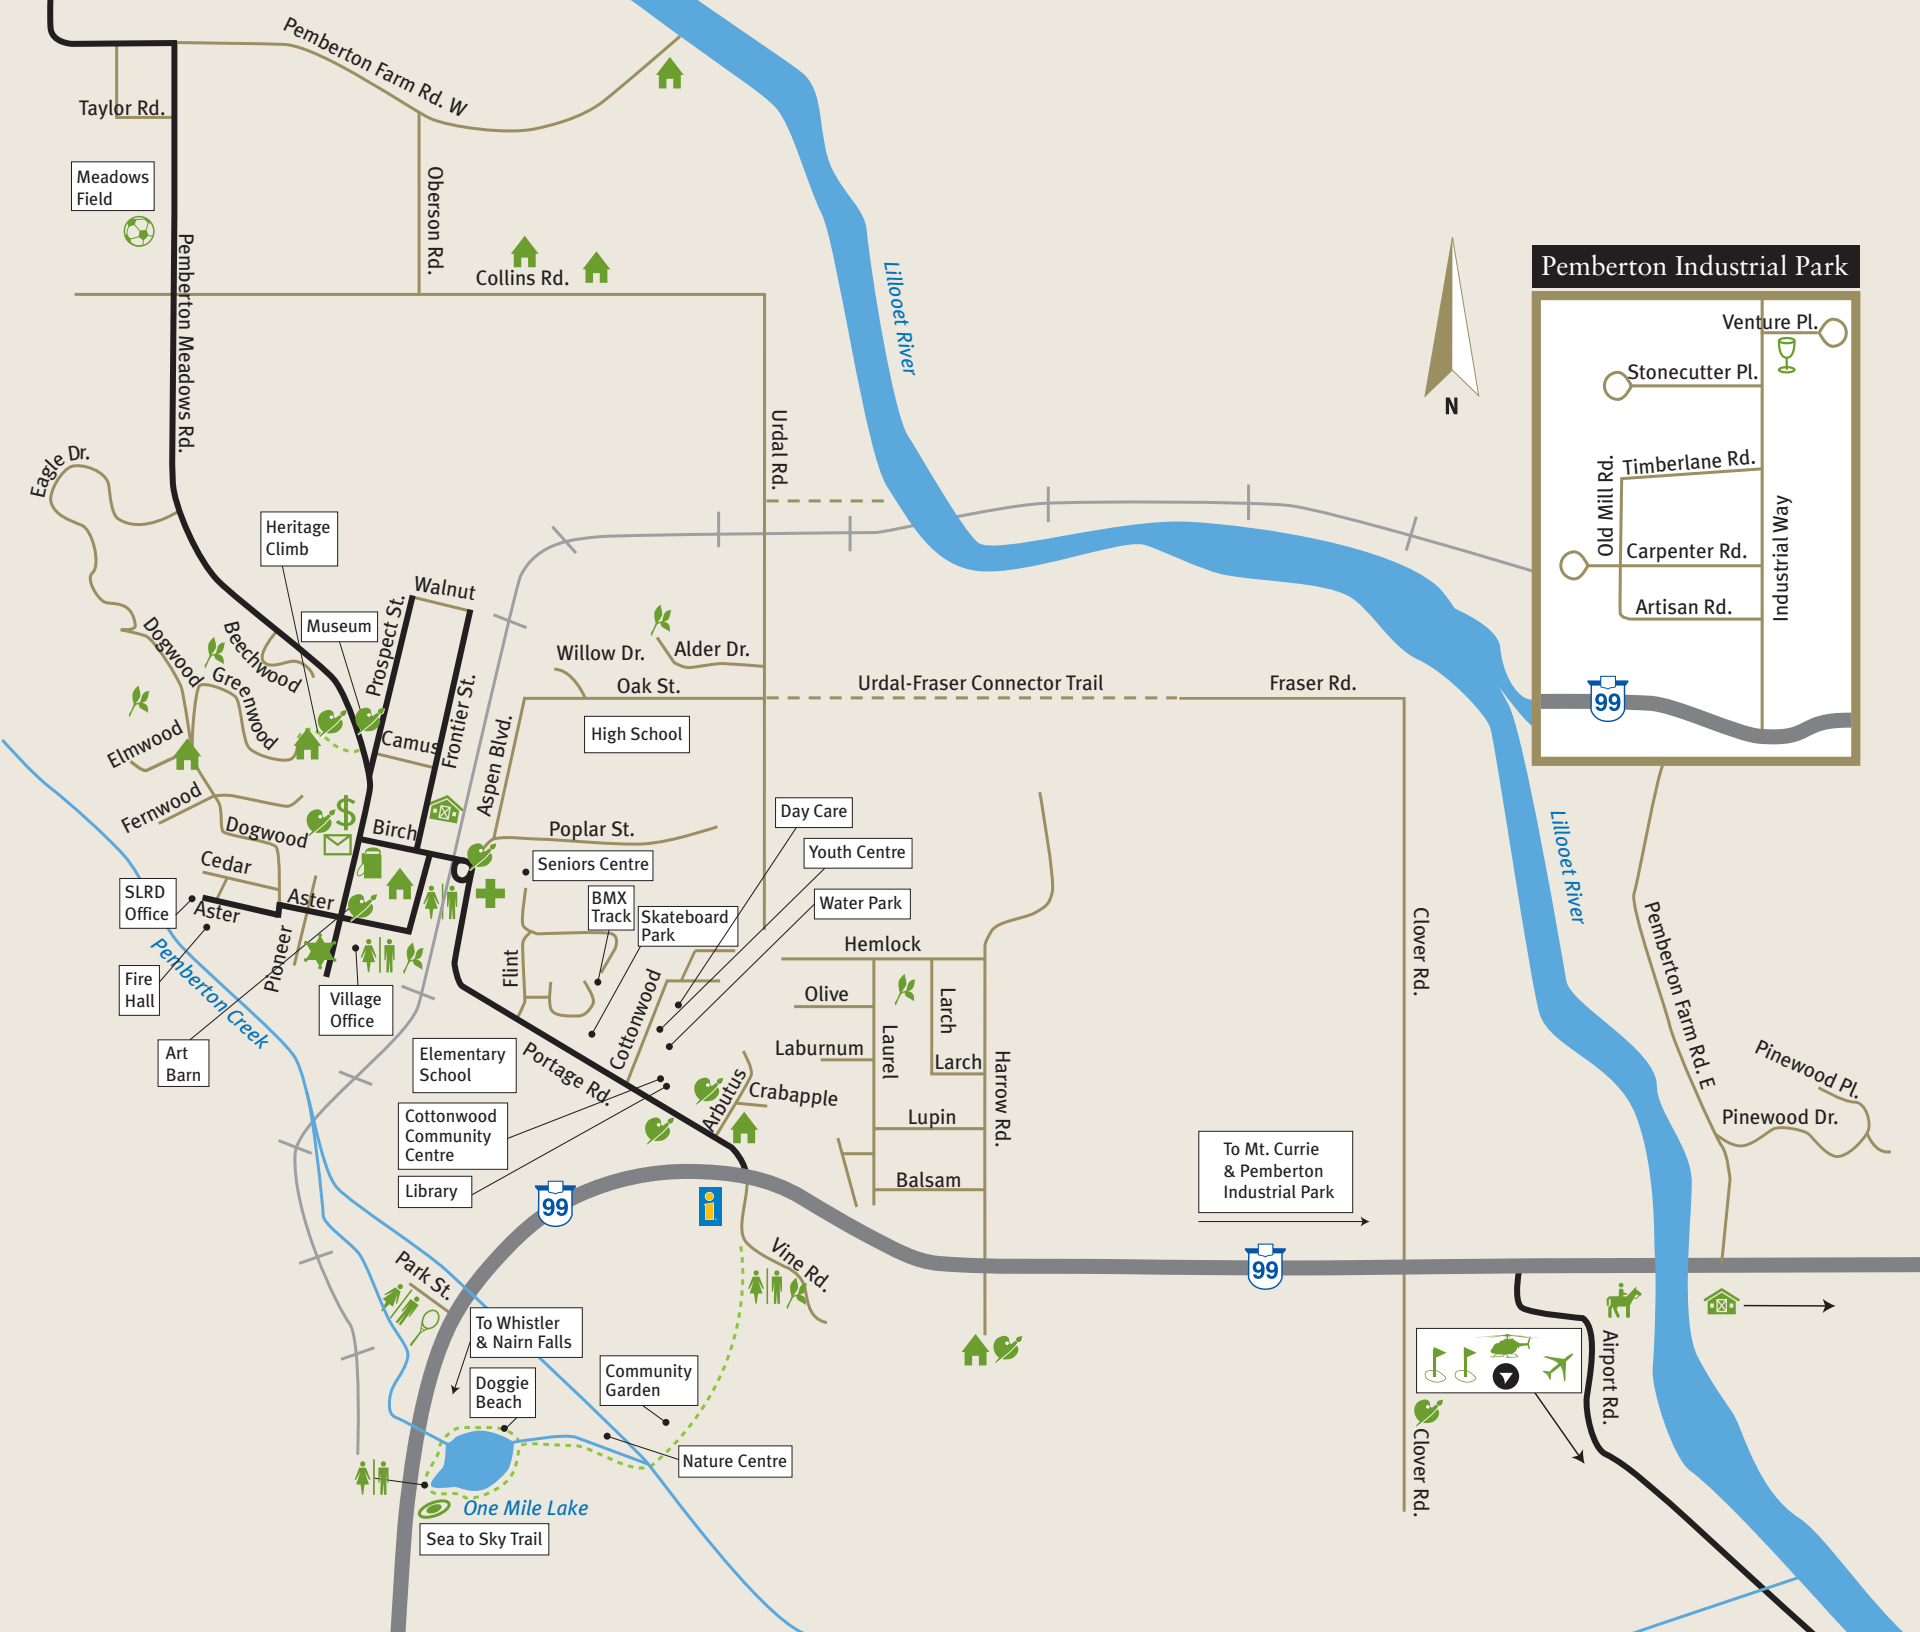 Pemberton Farm Rd. W
Taylor Rd.
Meadows
Field
Oberson Rd.
Pemberton Meadows Rd.
Collins Rd.
Lillooet River
N
Pemberton Industrial Park
Venture Pl.
Stonecutter Pl.
Timberlane Rd.
Old Mill Rd.
Carpenter Rd.
Industrial Way
Artisan Rd.
99
Urdal Rd.
Eagle Dr.
Heritage
Climb
Museum
Walnut
Prospect St.
Frontier St.
Camus
Dogwood
Beechwood
Greenwood
Elmwood
Fernwood
Dogwood
Cedar
Birch
Aspen Blvd.
Willow Dr.
Alder Dr.
Oak St.
High School
Urdal-Fraser Connector Trail
Fraser Rd.
Poplar St.
Day Care
Youth Centre
Water Park
Seniors Centre
BMX
Track
Skateboard
Park
SLRD
Office
Aster
Aster
$
Pioneer
Fire
Hall
Pemberton Creek
Village
Office
Art
Barn
Flint
Cottonwood
Elementary
School
Portage Rd.
Cottonwood
Community
Centre
Library
Arbutus
Crabapple
Hemlock
Olive
Larch
Laurel
Laburnum
Larch
Harrow Rd.
Lupin
Balsam
Clover Rd.
Lillooet River
Pemberton Farm Rd. E
Pinewood Pl.
Pinewood Dr.
To Mt. Currie
& Pemberton
Industrial Park
99
i
99
Vine Rd.
Park St.
To Whistler
& Nairn Falls
Doggie
Beach
Community
Garden
Nature Centre
One Mile Lake
Sea to Sky Trail
Airport Rd.
Clover Rd.